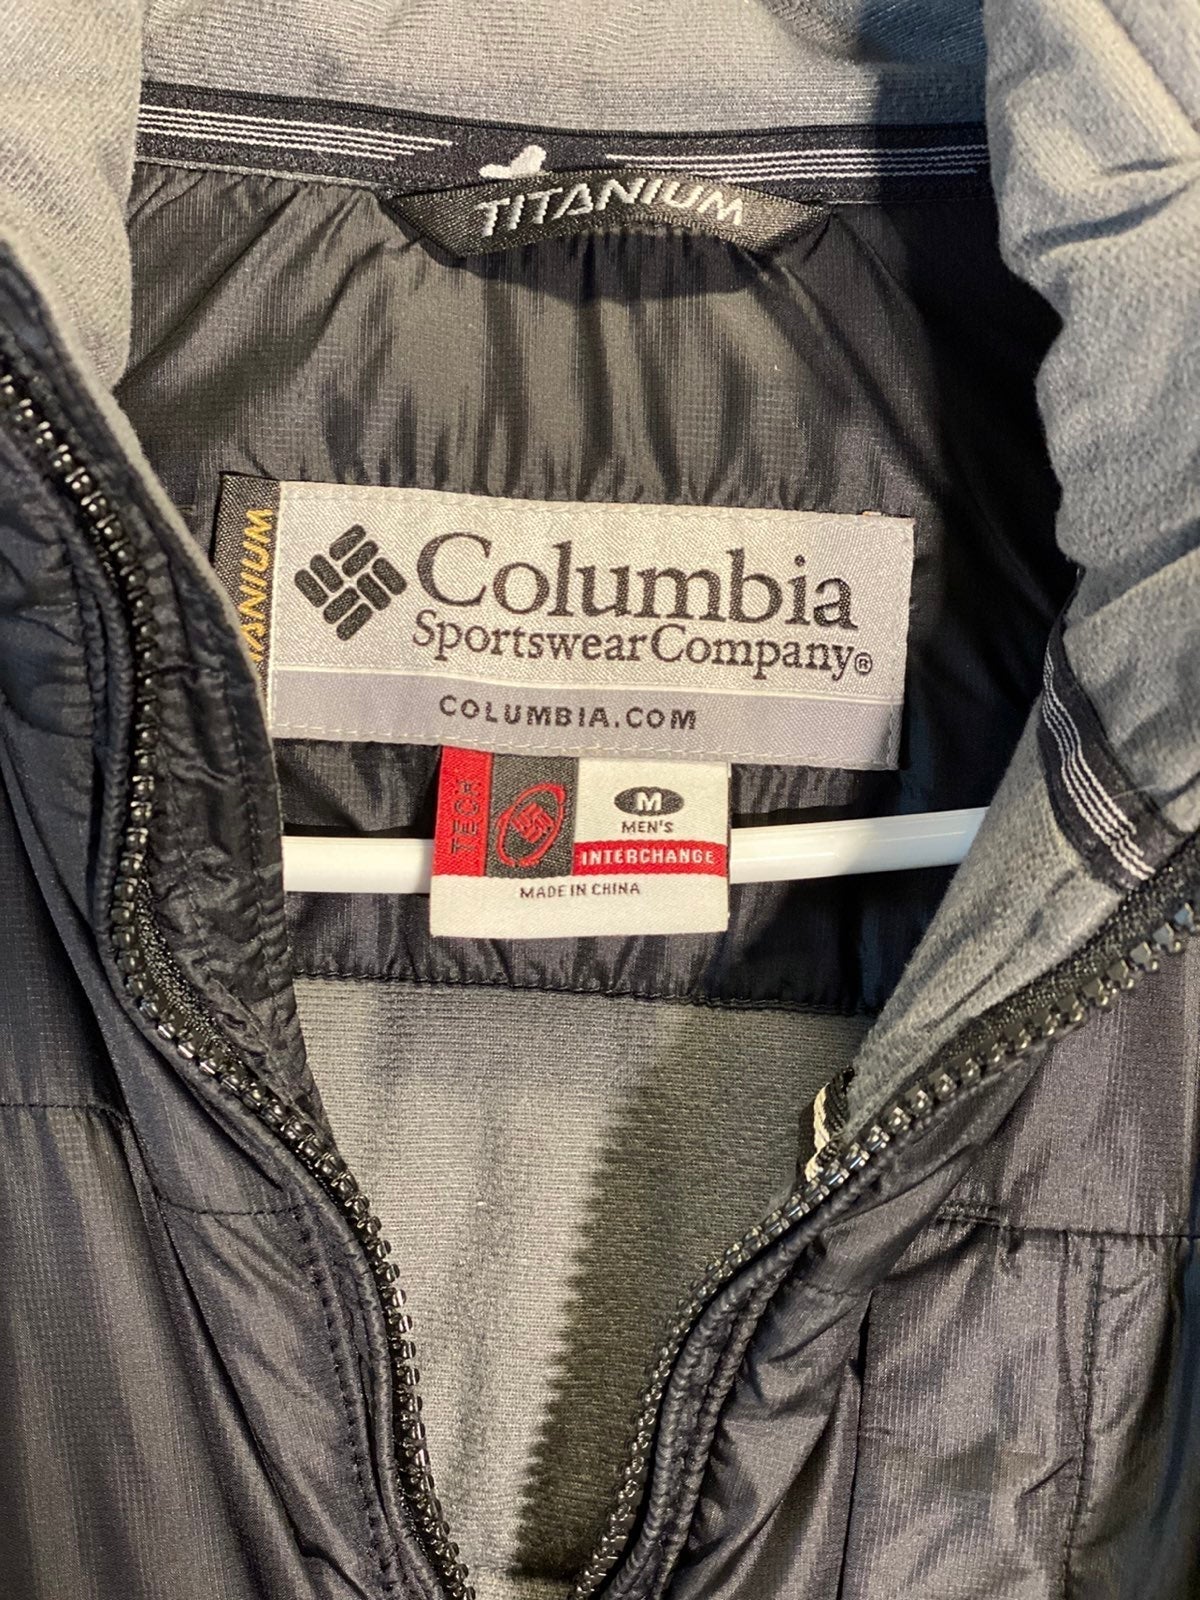 TITANIUM
TITANIUM
Columbia
Sportswear Company®
COLUMBIA.COM
TECH
M
MEN'S
INTERCHANGE
MADE IN CHINA